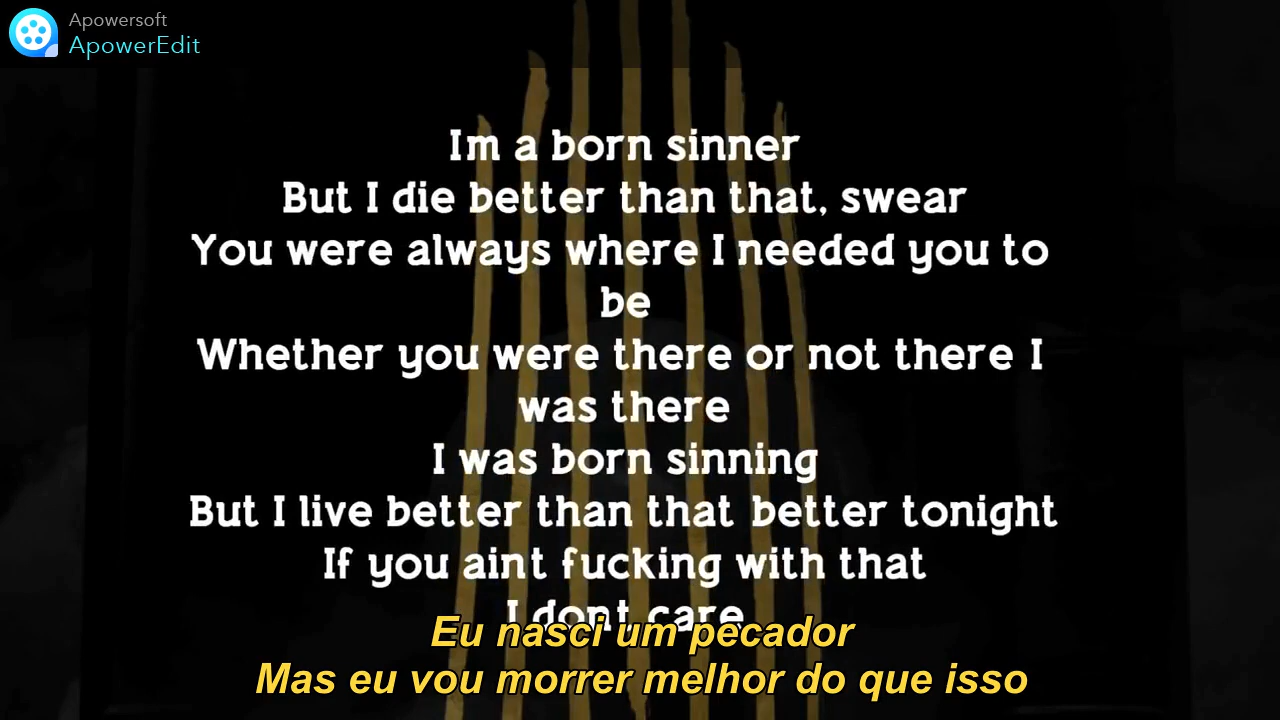 Apowersoft
ApowerEdit
Im a born sinner
But I die better than that, swear
You were always where I needed you to
be
Whether you were there or not there I
was there
I was born sinning
But I live better than that better tonight
If you aint fucking with that
I dont care
Eu nasci um pecador
Mas eu vou morrer melhor do que isso